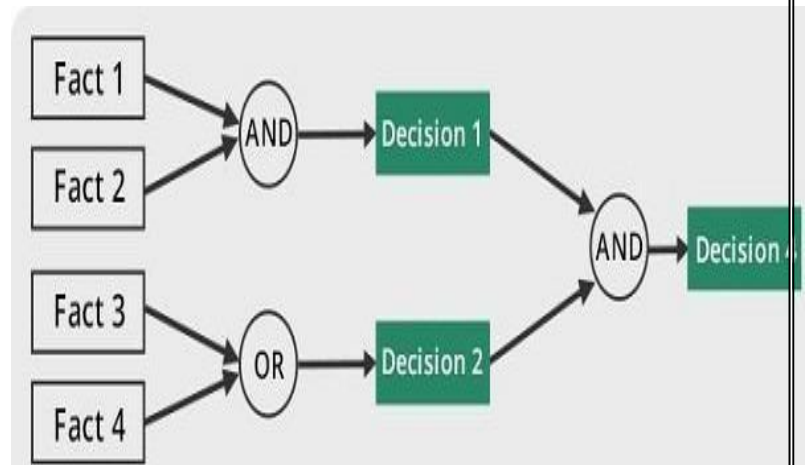 Fact 1
Fact 2
AND
Decision 1
Fact 3
Fact 4
OR
Decision 2
AND
Decision